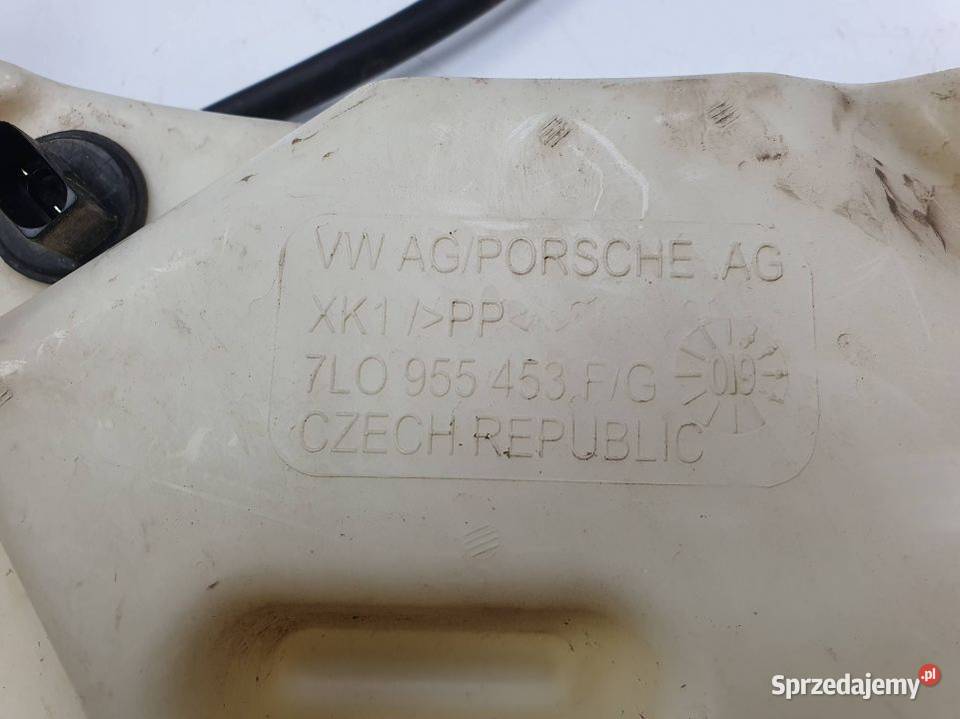 VW AG/PORSCHE AG
XK1 />PP<
7L0 955 453 F/G
CZECH REPUBLIC
Sprzedajemy.pl